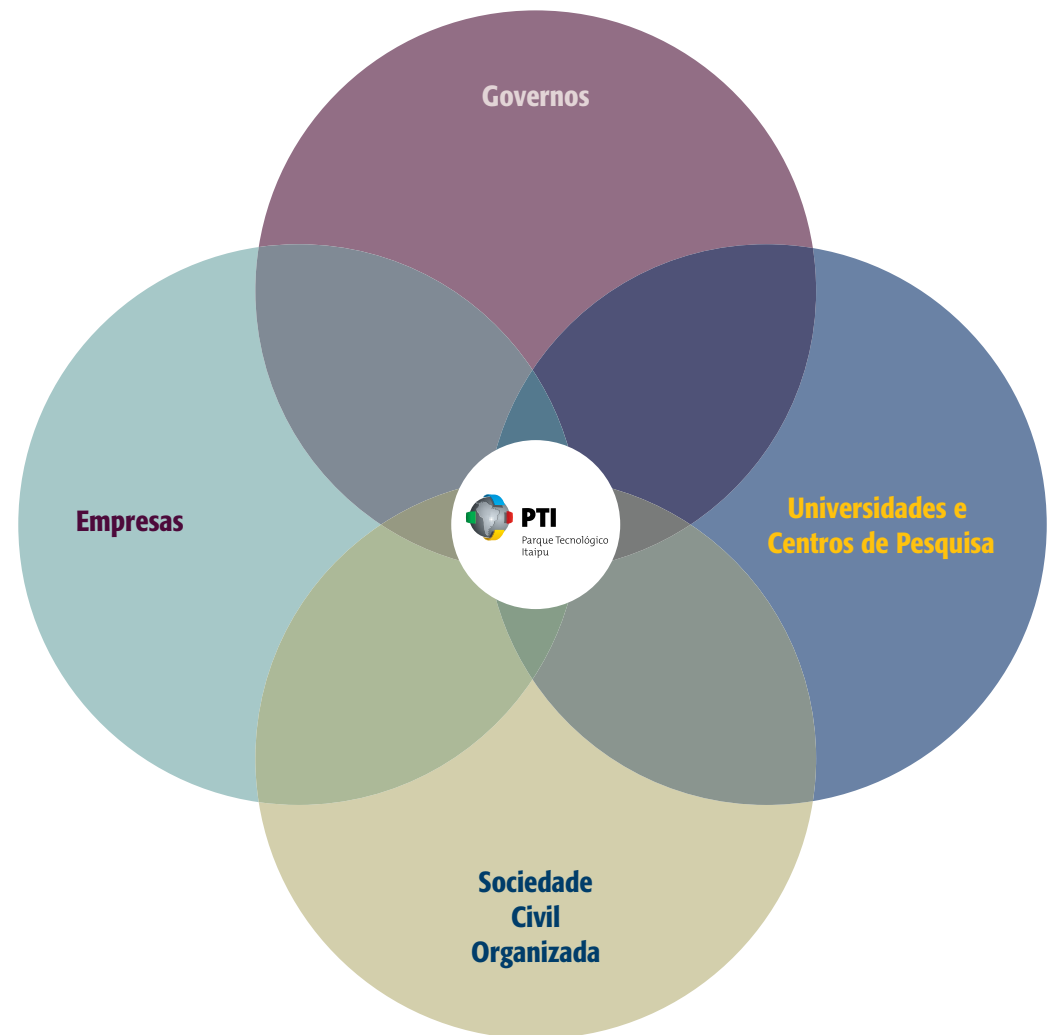 Governos
Empresas
Universidades e
Centros de Pesquisa
PTI
Parque Tecnológico
Itaipu
Sociedade
Civil
Organizada